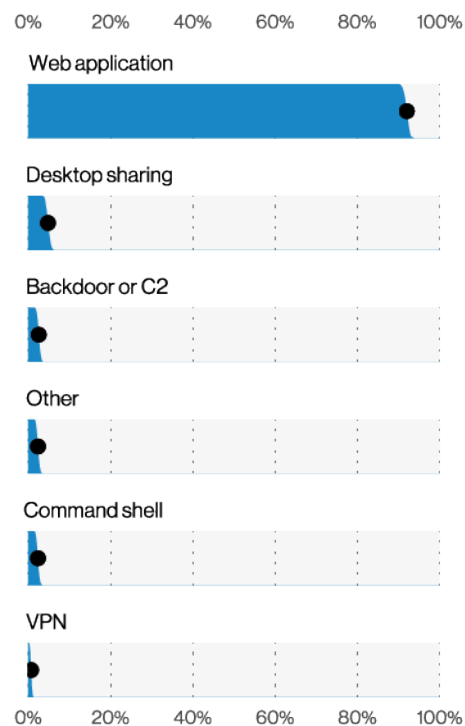 0% 20% 40% 60% 80% 100%
Web application
Desktop sharing
Backdoor or C2
Other
Command shell
VPN
0% 20% 40% 60% 80% 100%